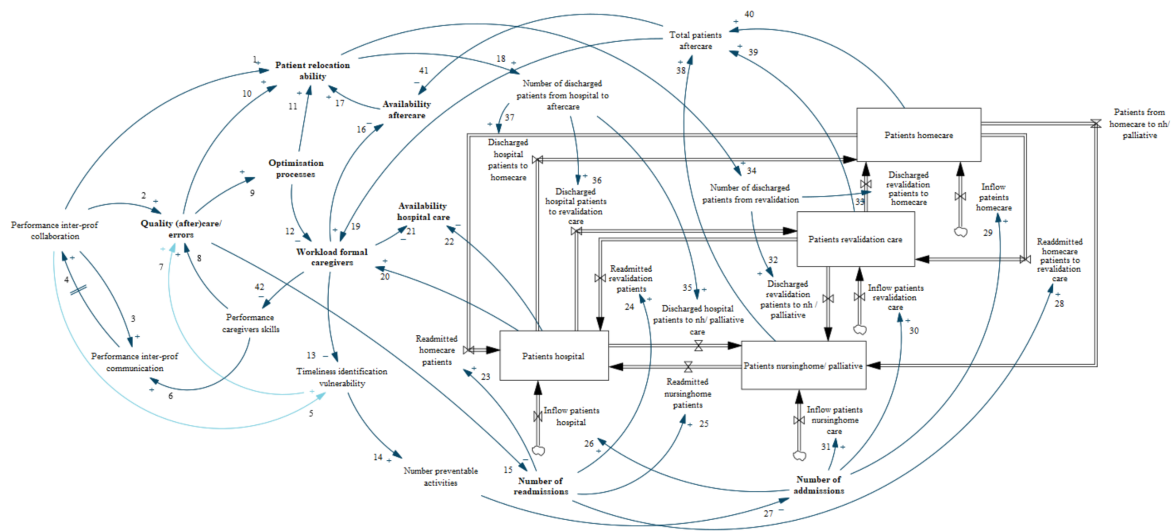 40
Total patients
aftercare
39
38
1
Patient relocation
ability
18
41
10
11
17
Number of discharged
patients from hospital to
aftercare
37
Availability
aftercare
16
Patients homecare
Patients from
homecare to nh/
palliative
Discharged
hospital
patients to
homecare
Optimisation
processes
9
36
34
Discharged
hospital patients
to revalidation
care
Number of discharged
patients from revalidation
Discharged
revalidation
patients to
homecare
33
Inflow
patients
homecare
29
2
Performance inter-prof
collaboration
Quality (after)care/
errors
Availability
hospital care
21
22
12
19
Workload formal
caregivers
20
Patients revalidation care
Readdmitted
homecare
patients to
revalidation care
28
7
8
4
42
Performance
caregivers skills
Readmitted
revalidation
patients
24
35
Discharged hospital
patients to nh/ palliative
care
32
Discharged
revalidation
patients to nh /
palliative
Inflow patients
revalidation
care
30
3
Performance inter-prof
communication
6
13
Timeliness identification
vulnerability
5
Readmitted
homecare
patients
23
Patients hospital
Patients nursinghome/ palliative
Readmitted
nursinghome
patients
25
Inflow patients
hospital
26
Inflow patients
nursinghome
care
31
14
Number preventable
activities
15
Number of
readmissions
Number of
addmissions
27